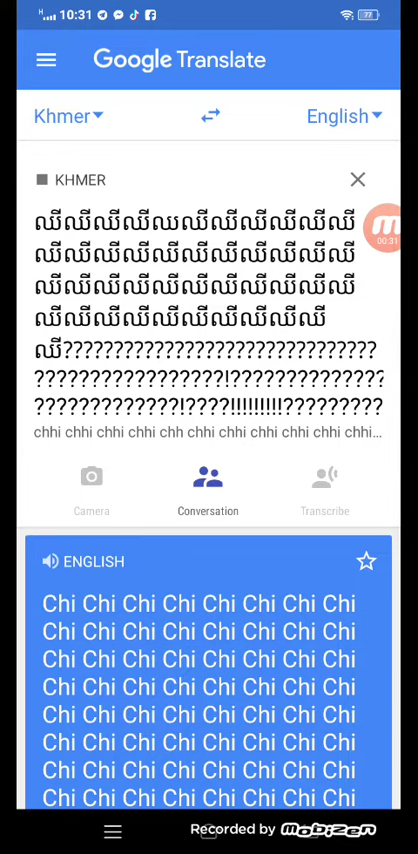 10:31
77
Google Translate
Khmer
English
KHMER
00:31
ឈីឈីឈីឈីឈឈីឈីឈីឈីឈីឈី
ឈីឈីឈីឈីឈីឈីឈីឈីឈីឈីឈី
ឈីឈីឈីឈីឈីឈីឈីឈីឈីឈីឈី
ឈីឈីឈីឈីឈីឈីឈីឈីឈីឈី
ឈី???????????????????????????????
???????????????????!???????????????
??????????????!????!!!!!!!!!??????????
chhi chhi chhi chhi chh chhi chhi chhi chhi chhi...
Camera
Conversation
Transcribe
ENGLISH
Chi Chi Chi Chi Chi Chi Chi Chi
Chi Chi Chi Chi Chi Chi Chi Chi
Chi Chi Chi Chi Chi Chi Chi Chi
Chi Chi Chi Chi Chi Chi Chi Chi
Chi Chi Chi Chi Chi Chi Chi Chi
Chi Chi Chi Chi Chi Chi Chi Chi
Chi Chi Chi Chi Chi Chi Chi Chi
Chi Chi Chi Chi Chi Chi Chi Chi
Recorded by mobizen